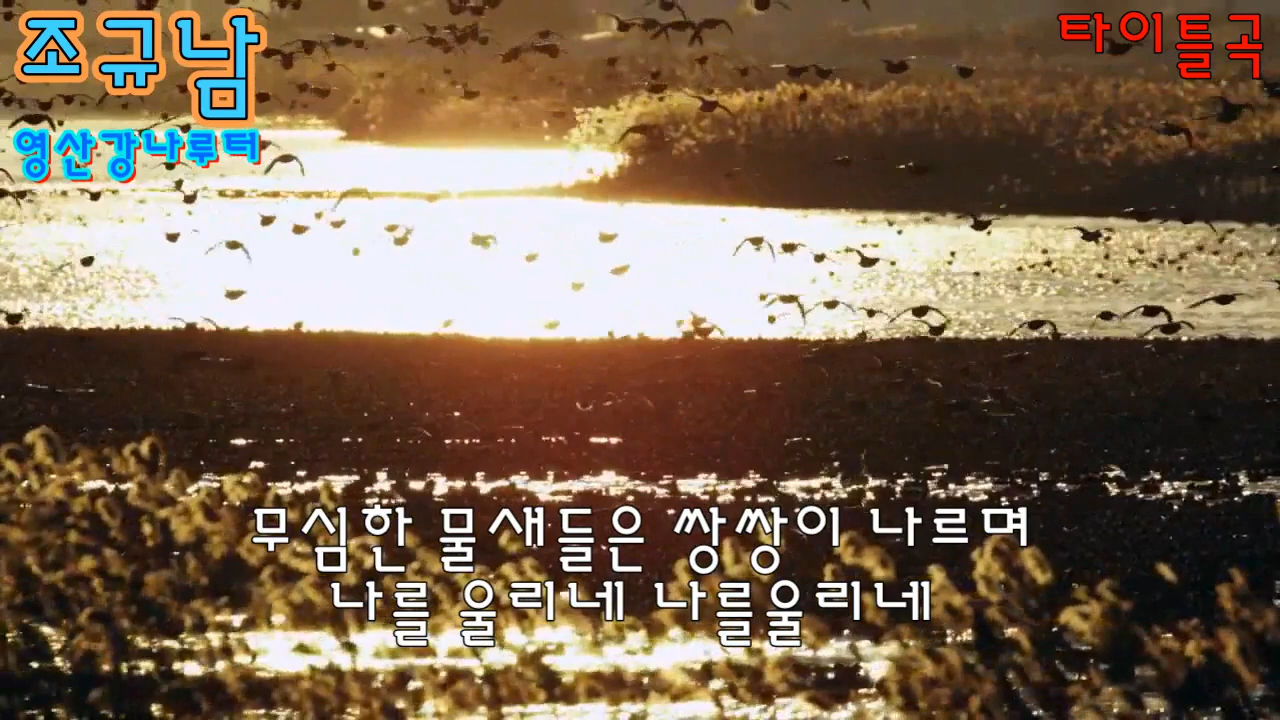 조규남
타이틀곡
영산강나루터
무심한 물새들은 쌍쌍이 나르며
나를 울리네 나를울리네